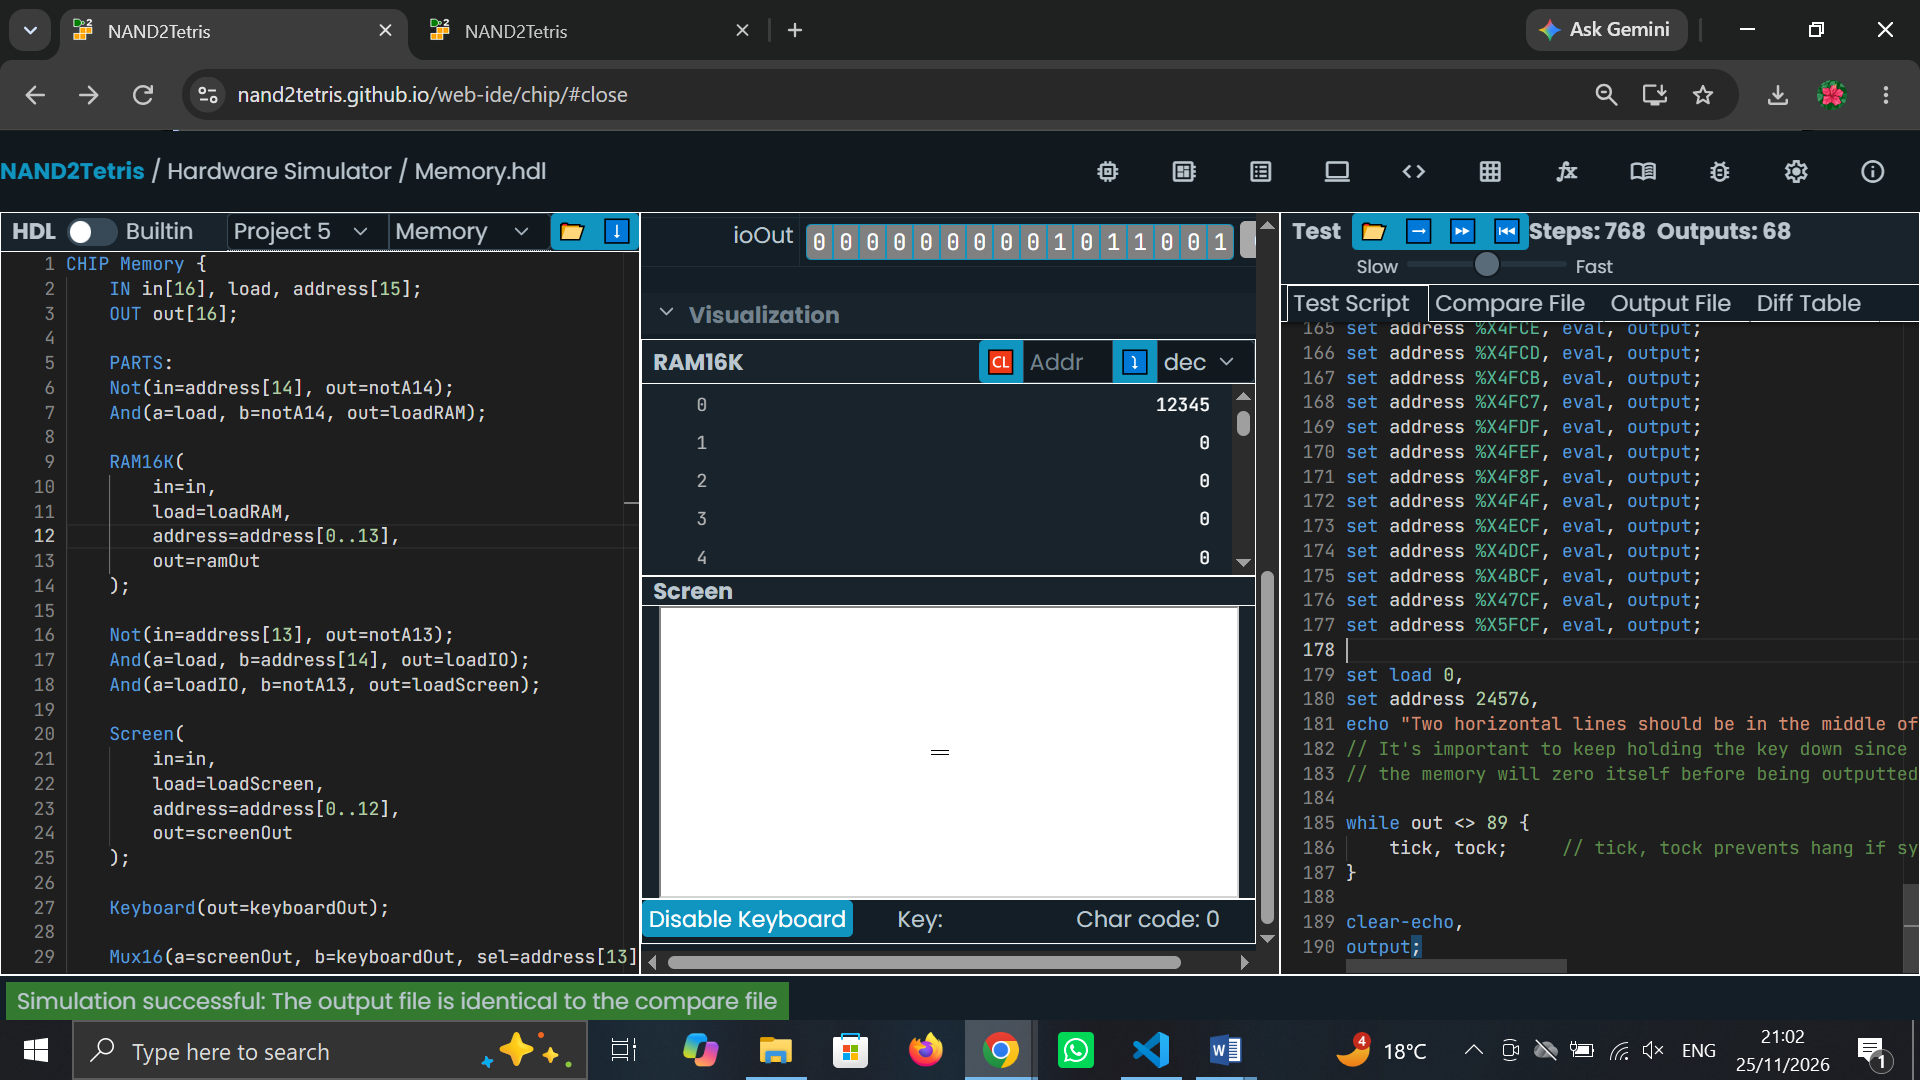 NAND2Tetris
NAND2Tetris
Ask Gemini
nand2tetris.github.io/web-ide/chip/#close
NAND2Tetris / Hardware Simulator / Memory.hdl
HDL Builtin Project 5 Memory
1 CHIP Memory {
2 IN in[16], load, address[15];
3 OUT out[16];
4
5 PARTS:
6 Not(in=address[14], out=notA14);
7 And(a=load, b=notA14, out=loadRAM);
8
9 RAM16K(
10 in=in,
11 load=loadRAM,
12 address=address[0..13],
13 out=ramOut
14 );
15
16 Not(in=address[13], out=notA13);
17 And(a=load, b=address[14], out=loadIO);
18 And(a=loadIO, b=notA13, out=loadScreen);
19
20 Screen(
21 in=in,
22 load=loadScreen,
23 address=address[0..12],
24 out=screenOut
25 );
26
27 Keyboard(out=keyboardOut);
28
29 Mux16(a=screenOut, b=keyboardOut, sel=address[13]
ioOut 0 0 0 0 0 0 0 0 0 1 0 1 1 0 0 1
Visualization
RAM16K CL Addr dec
0 12345
1 0
2 0
3 0
4 0
Screen
Disable Keyboard Key: Char code: 0
Test Steps: 768 Outputs: 68
Slow Fast
Test Script Compare File Output File Diff Table
165 set address %X4FCE, eval, output;
166 set address %X4FCD, eval, output;
167 set address %X4FCB, eval, output;
168 set address %X4FC7, eval, output;
169 set address %X4FDF, eval, output;
170 set address %X4FEF, eval, output;
171 set address %X4F8F, eval, output;
172 set address %X4F4F, eval, output;
173 set address %X4ECF, eval, output;
174 set address %X4DCF, eval, output;
175 set address %X4BCF, eval, output;
176 set address %X47CF, eval, output;
177 set address %X5FCF, eval, output;
178
179 set load 0,
180 set address 24576,
181 echo "Two horizontal lines should be in the middle of
182 // It's important to keep holding the key down since
183 // the memory will zero itself before being outputted
184
185 while out <> 89 {
186 tick, tock; // tick, tock prevents hang if sy
187 }
188
189 clear-echo,
190 output;
Simulation successful: The output file is identical to the compare file
Type here to search
4
18°C
ENG
21:02
25/11/2026
1